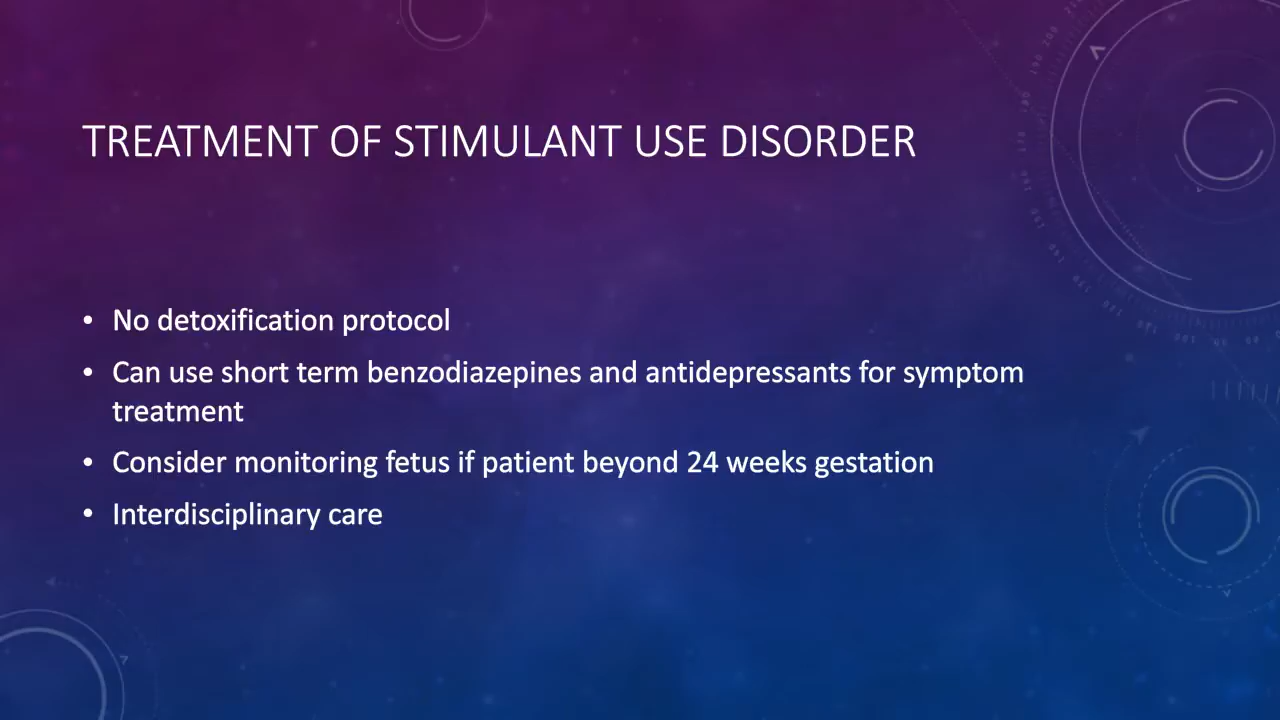 TREATMENT OF STIMULANT USE DISORDER
• No detoxification protocol
• Can use short term benzodiazepines and antidepressants for symptom
treatment
• Consider monitoring fetus if patient beyond 24 weeks gestation
• Interdisciplinary care